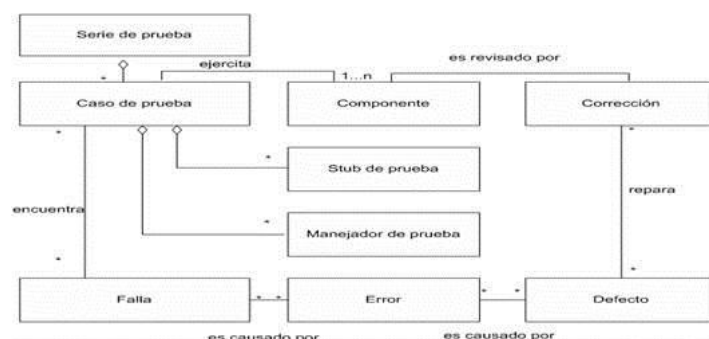 Serie de prueba
ejercita
es revisado por
*
1...n
Caso de prueba
Componente
Corrección
*
*
*
Stub de prueba
encuentra
repara
*
Manejador de prueba
*
*
Falla
* *
Error
* *
Defecto
es causado por
es causado por